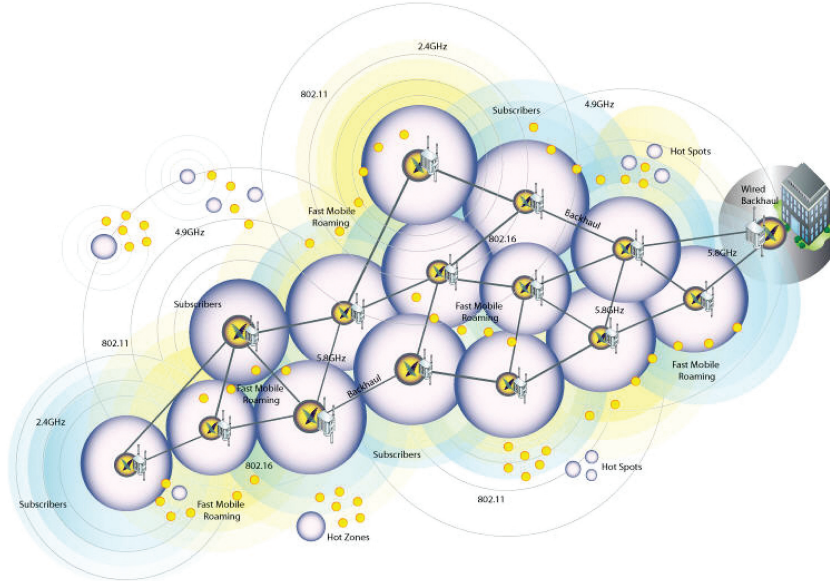 2.4GHz
802.11
4.9GHz
Subscribers
Hot Spots
Wired
Backhaul
Fast Mobile
Roaming
Backhaul
4.9GHz
802.16
5.8GHz
Subscribers
Fast Mobile
Roaming
5.8GHz
802.11
5.8GHz
Fast Mobile
Roaming
Fast Mobile
Roaming
Backhaul
2.4GHz
Subscribers
802.16
Hot Spots
Subscribers
Fast Mobile
Roaming
802.11
Hot Zones